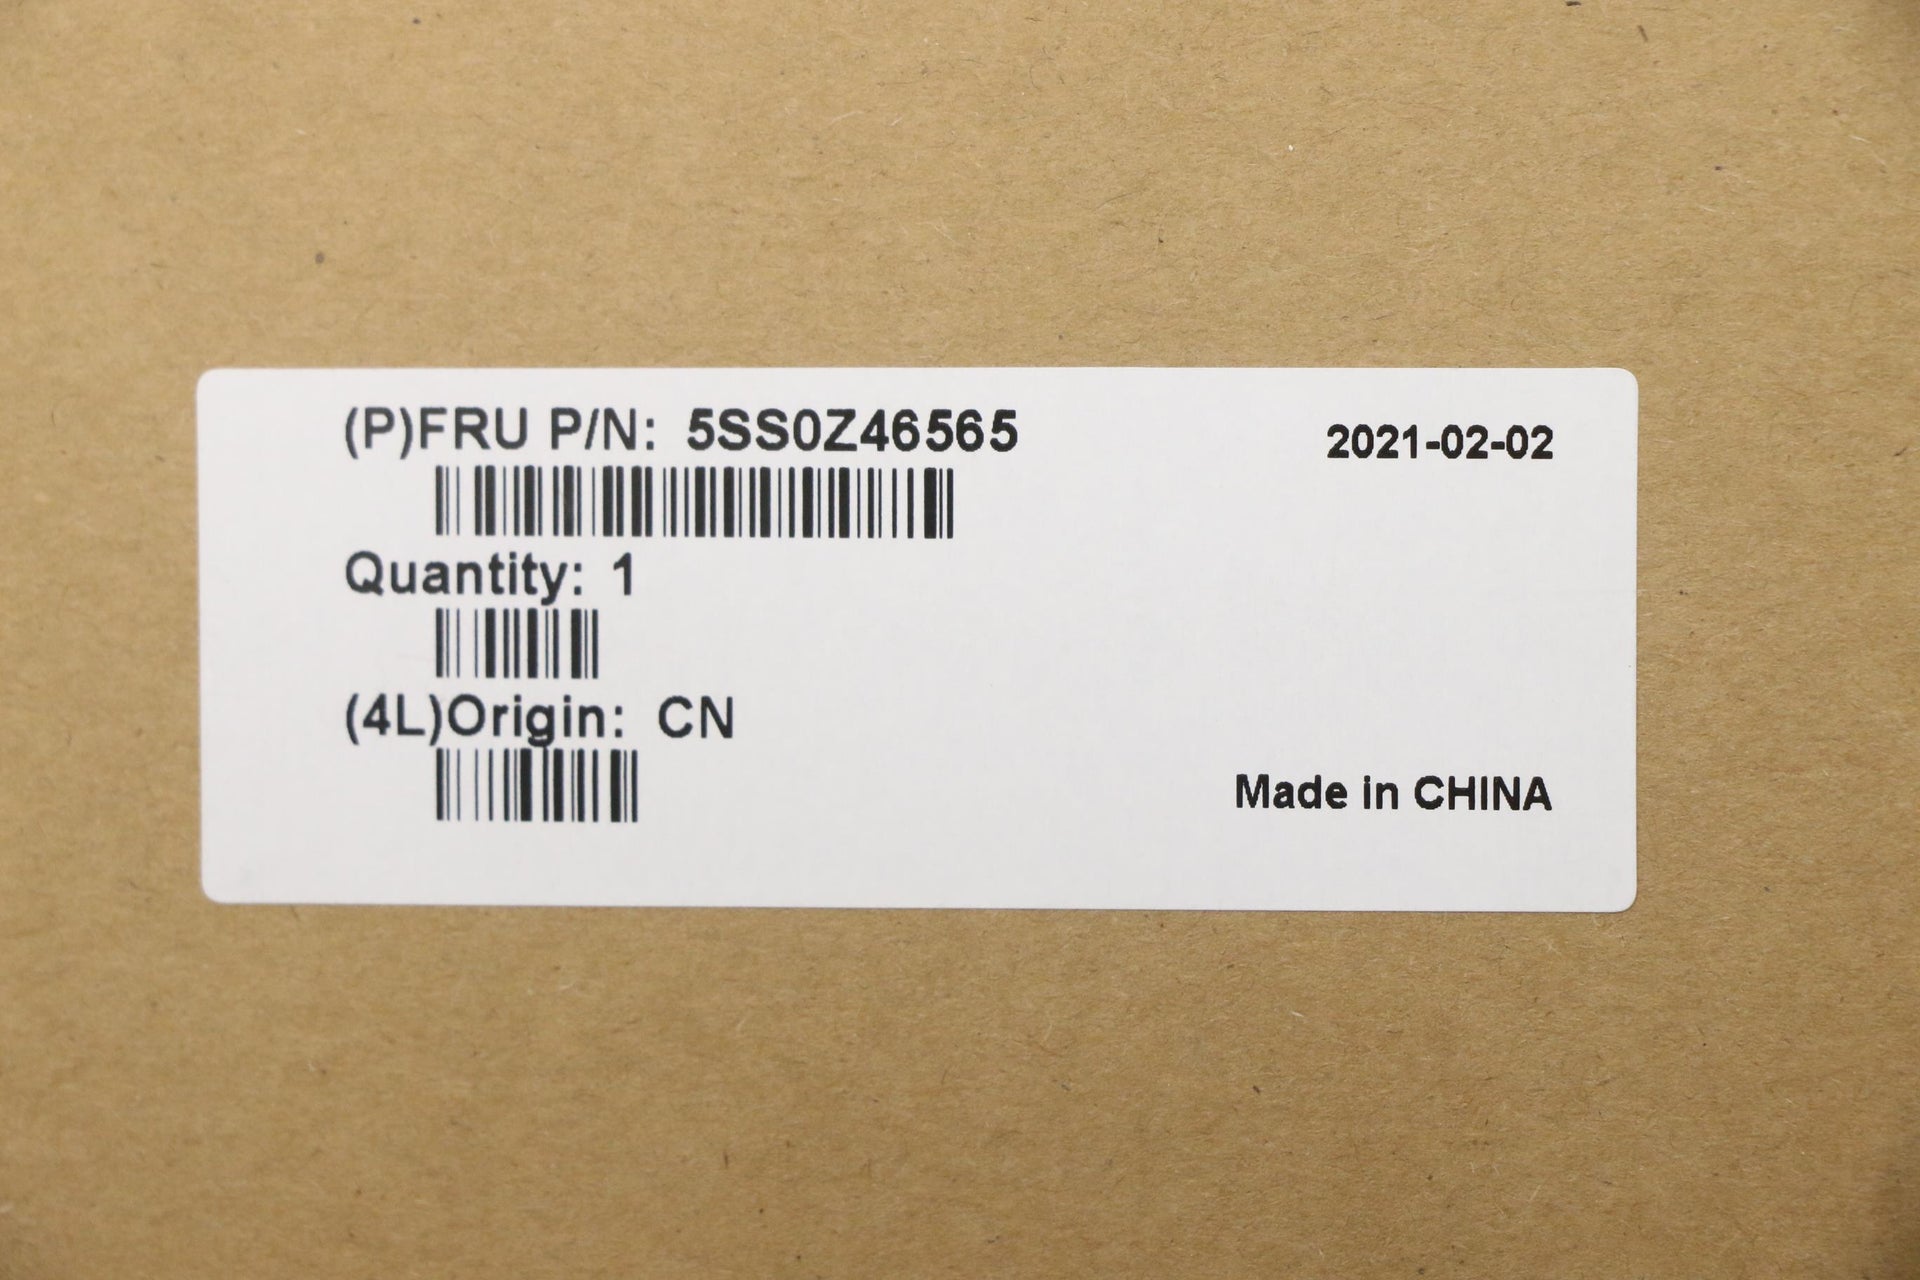 (P)FRU P/N: 5SS0Z46565
2021-02-02
Quantity: 1
(4L)Origin: CN
Made in CHINA